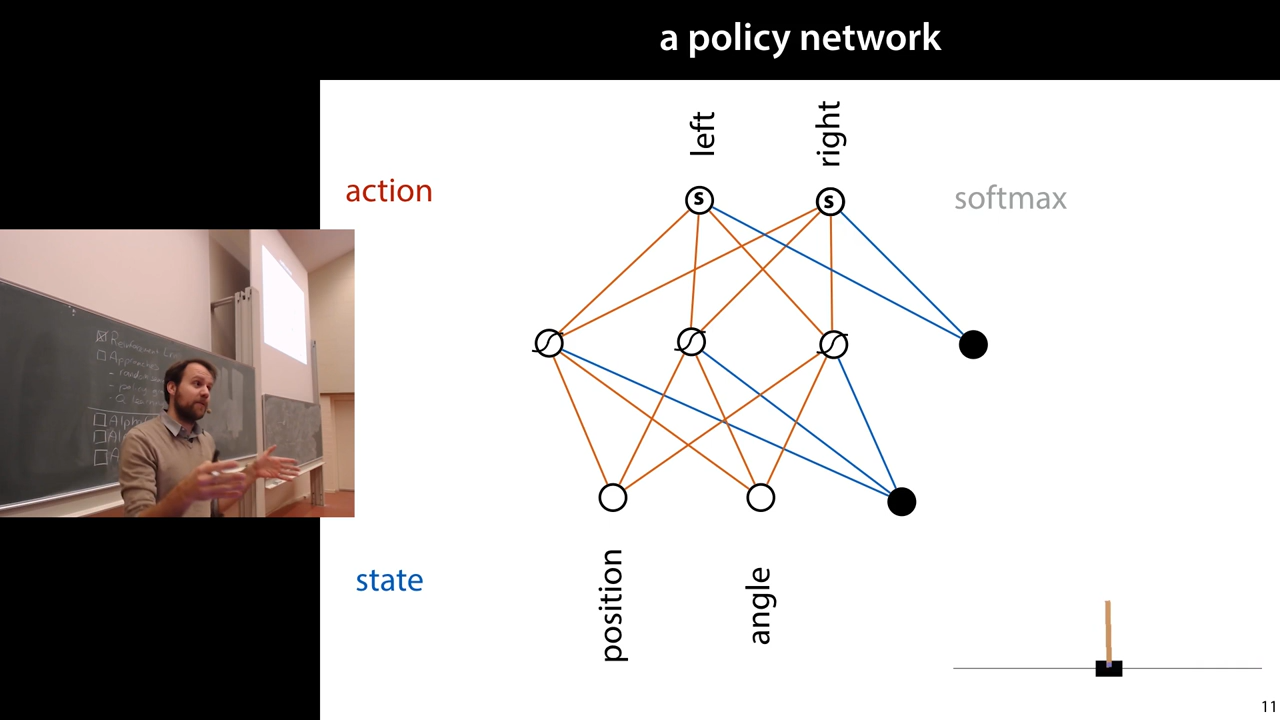 a policy network
left
right
action
softmax
s
s
state
position
angle
11